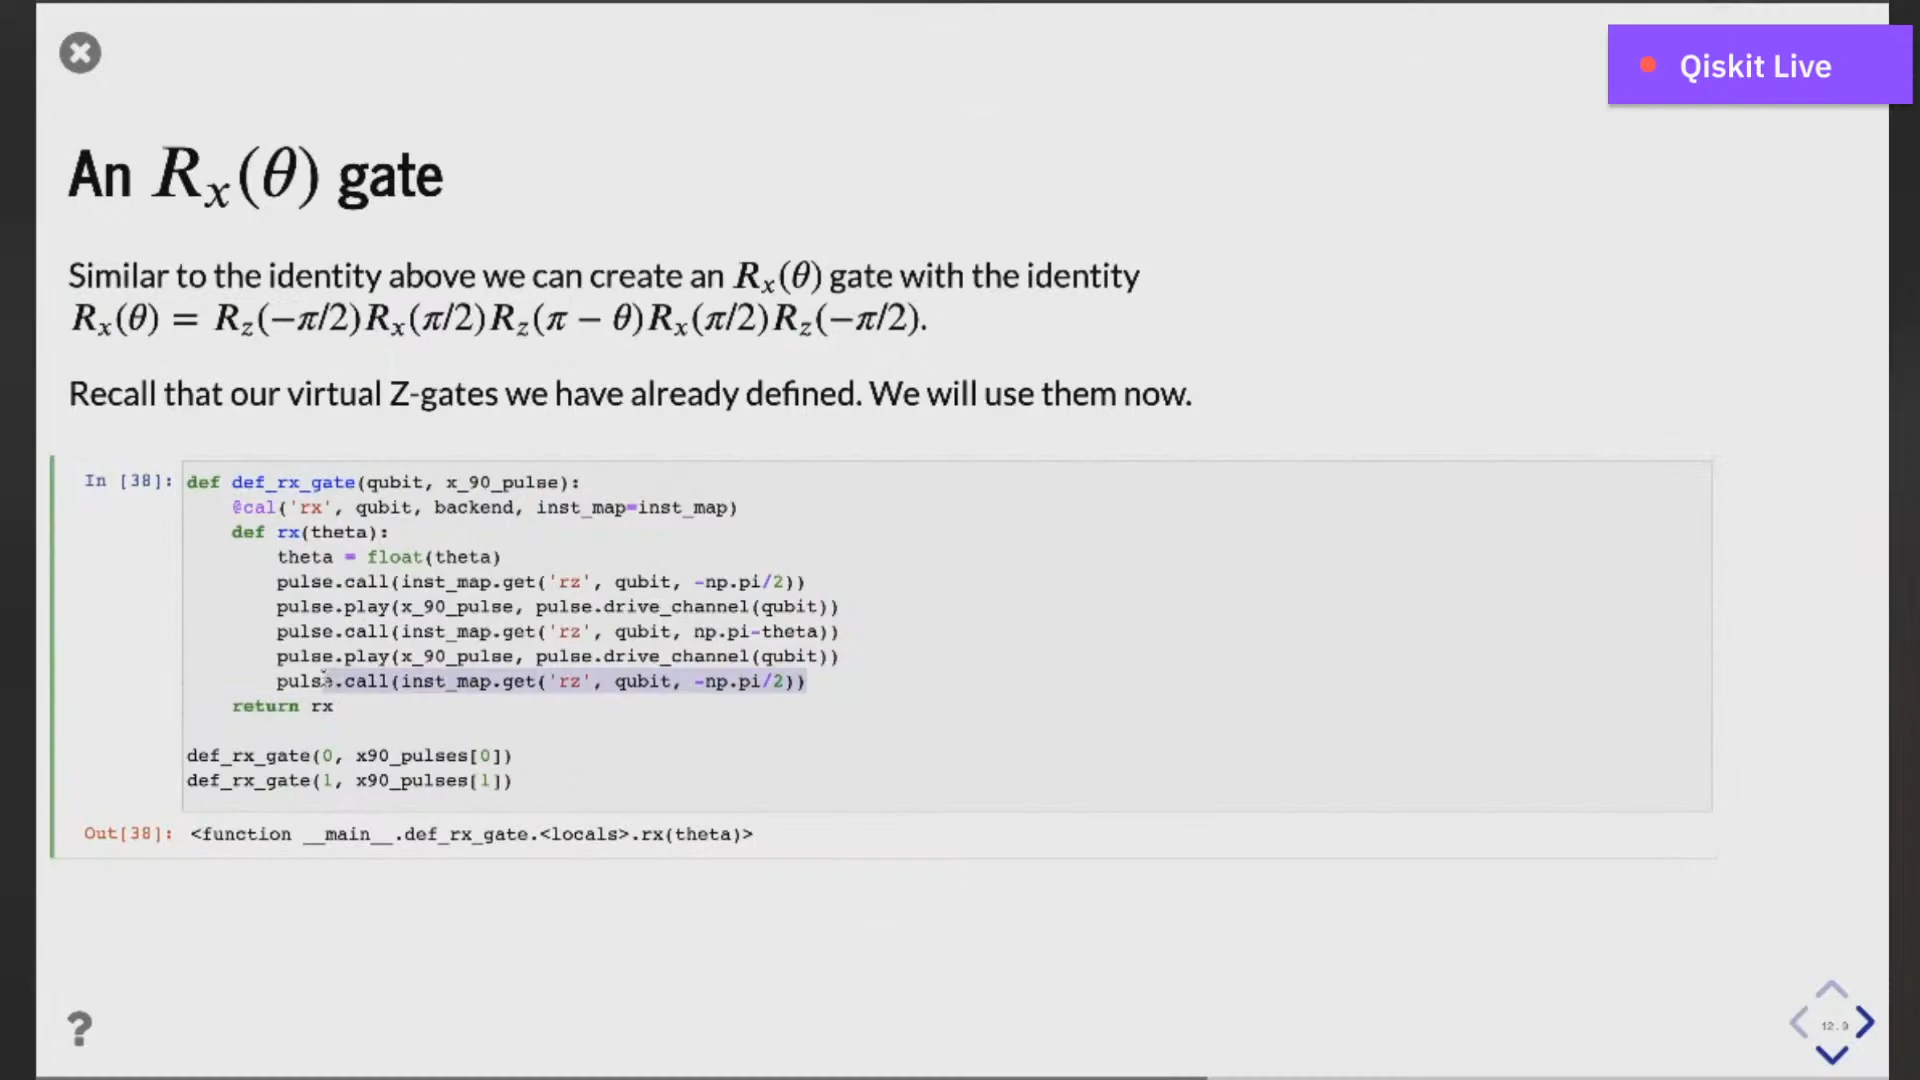 Qiskit Live
An Rx(θ) gate
Similar to the identity above we can create an Rx(θ) gate with the identity
Rx(θ) = Rz(−π/2)Rx(π/2)Rz(π − θ)Rx(π/2)Rz(−π/2).
Recall that our virtual Z-gates we have already defined. We will use them now.
In [38]: def def_rx_gate(qubit, x_90_pulse):
    @cal('rx', qubit, backend, inst_map=inst_map)
    def rx(theta):
        theta = float(theta)
        pulse.call(inst_map.get('rz', qubit, -np.pi/2))
        pulse.play(x_90_pulse, pulse.drive_channel(qubit))
        pulse.call(inst_map.get('rz', qubit, np.pi-theta))
        pulse.play(x_90_pulse, pulse.drive_channel(qubit))
        pulse.call(inst_map.get('rz', qubit, -np.pi/2))
    return rx
def_rx_gate(0, x90_pulses[0])
def_rx_gate(1, x90_pulses[1])
Out[38]: <function __main__.def_rx_gate.<locals>.rx(theta)>
?